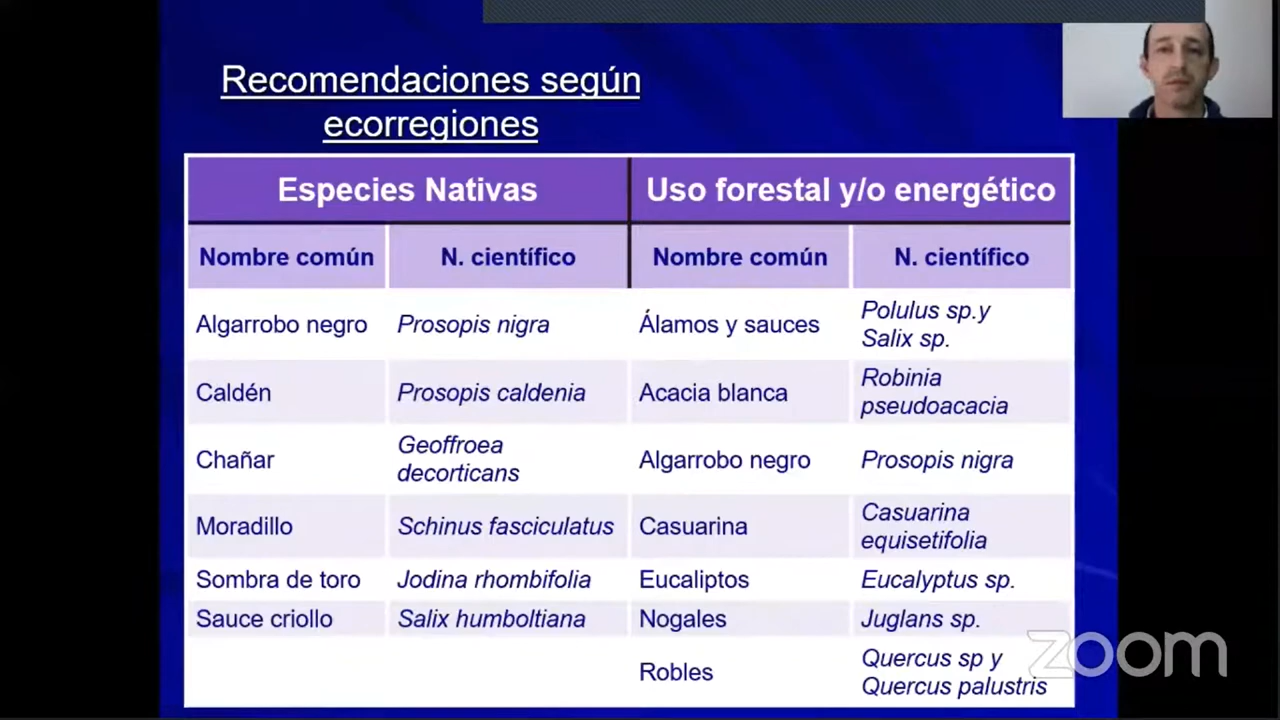 Recomendaciones según
ecorregiones
Especies Nativas
Uso forestal y/o energético
Nombre común
N. científico
Nombre común
N. científico
Algarrobo negro
Prosopis nigra
Álamos y sauces
Polulus sp.y
Salix sp.
Caldén
Prosopis caldenia
Acacia blanca
Robinia
pseudoacacia
Chañar
Geoffroea
decorticans
Algarrobo negro
Prosopis nigra
Moradillo
Schinus fasciculatus
Casuarina
Casuarina
equisetifolia
Sombra de toro
Jodina rhombifolia
Eucaliptos
Eucalyptus sp.
Sauce criollo
Salix humboltiana
Nogales
Juglans sp.
Robles
Quercus sp y
Quercus palustris
zoom